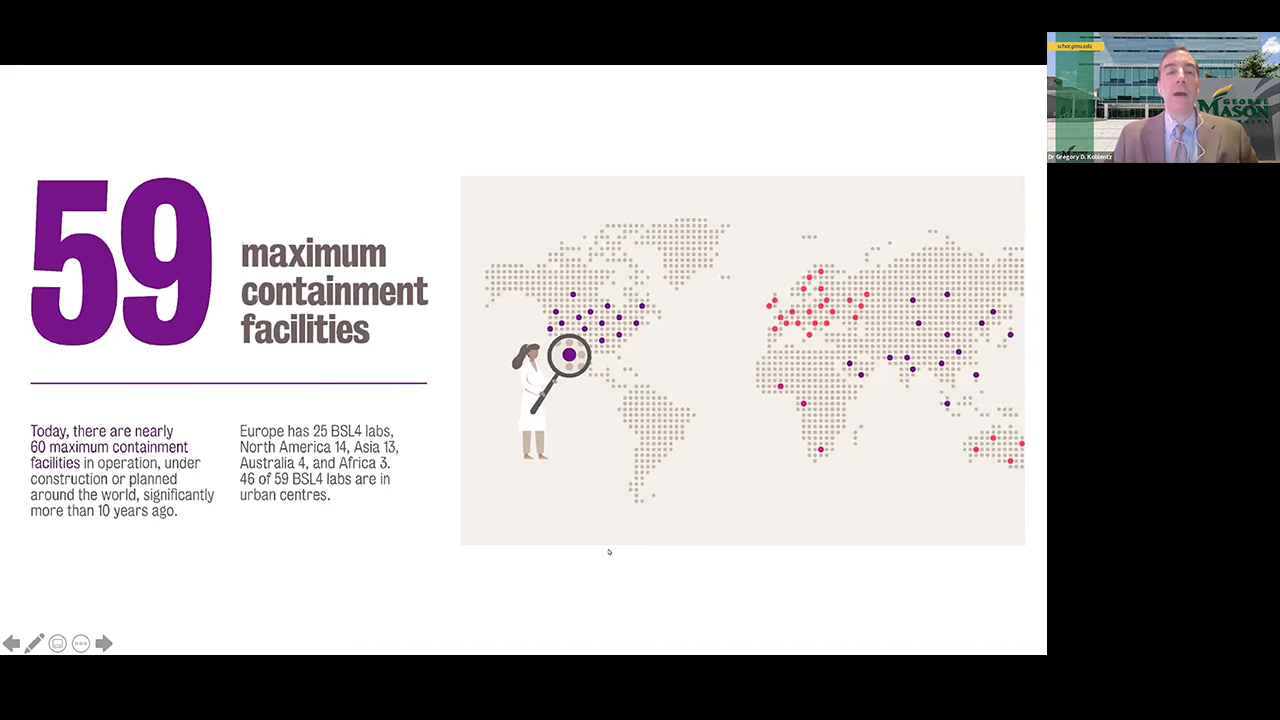 59
maximum
containment
facilities
Today, there are nearly
60 maximum containment
facilities in operation, under
construction or planned
around the world, significantly
more than 10 years ago.
Europe has 25 BSL4 labs,
North America 14, Asia 13,
Australia 4, and Africa 3.
46 of 59 BSL4 labs are in
urban centres.
schar.gmu.edu
GEORGE
MASON
Dr Gregory D. Koblentz